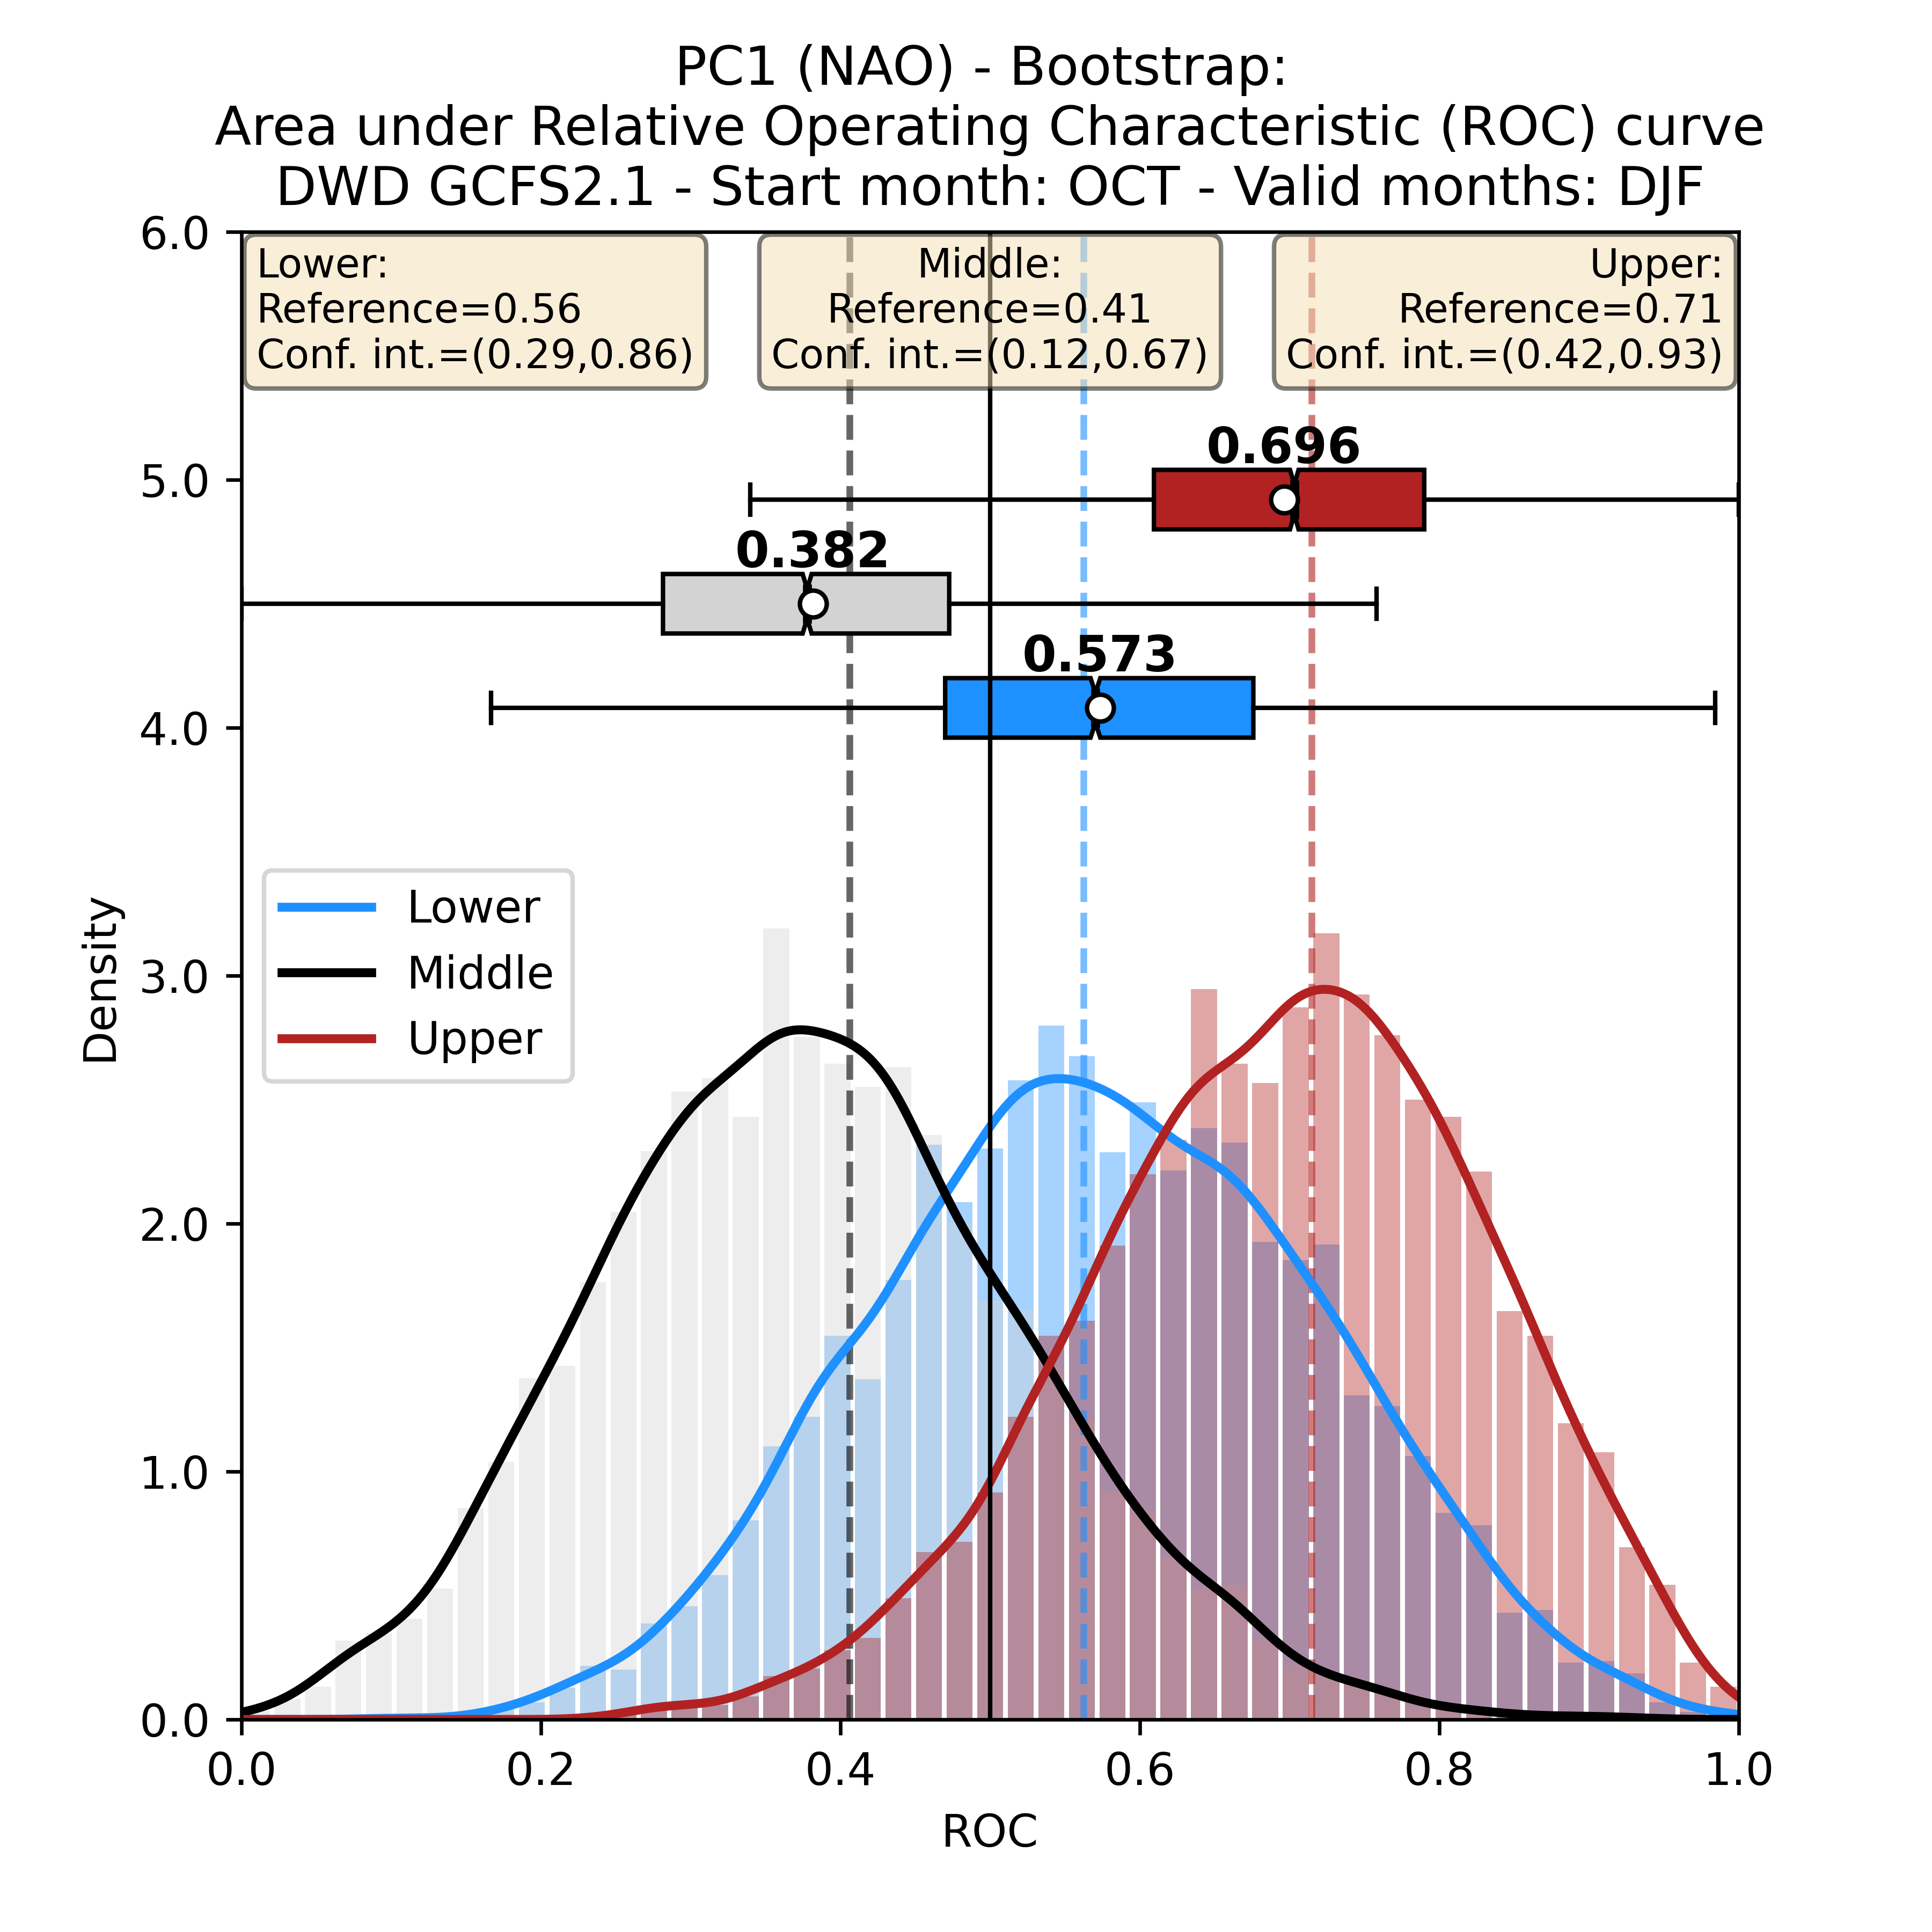 PC1 (NAO) - Bootstrap:
Area under Relative Operating Characteristic (ROC) curve
DWD GCFS2.1 - Start month: OCT - Valid months: DJF
Lower:
Reference=0.56
Conf. int.=(0.29,0.86)
Middle:
Reference=0.41
Conf. int.=(0.12,0.67)
Upper:
Reference=0.71
Conf. int.=(0.42,0.93)
0.696
0.382
0.573
Lower
Middle
Upper
Density
6.0
5.0
4.0
3.0
2.0
1.0
0.0
0.0 0.2 0.4 0.6 0.8 1.0
ROC